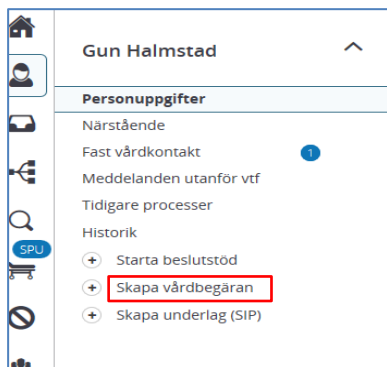 Gun Halmstad
Personuppgifter
Närstående
Fast vårdkontakt 1
Meddelanden utanför vtf
Tidigare processer
Historik
SPU
+ Starta beslutstöd
+ Skapa vårdbegäran
+ Skapa underlag (SIP)